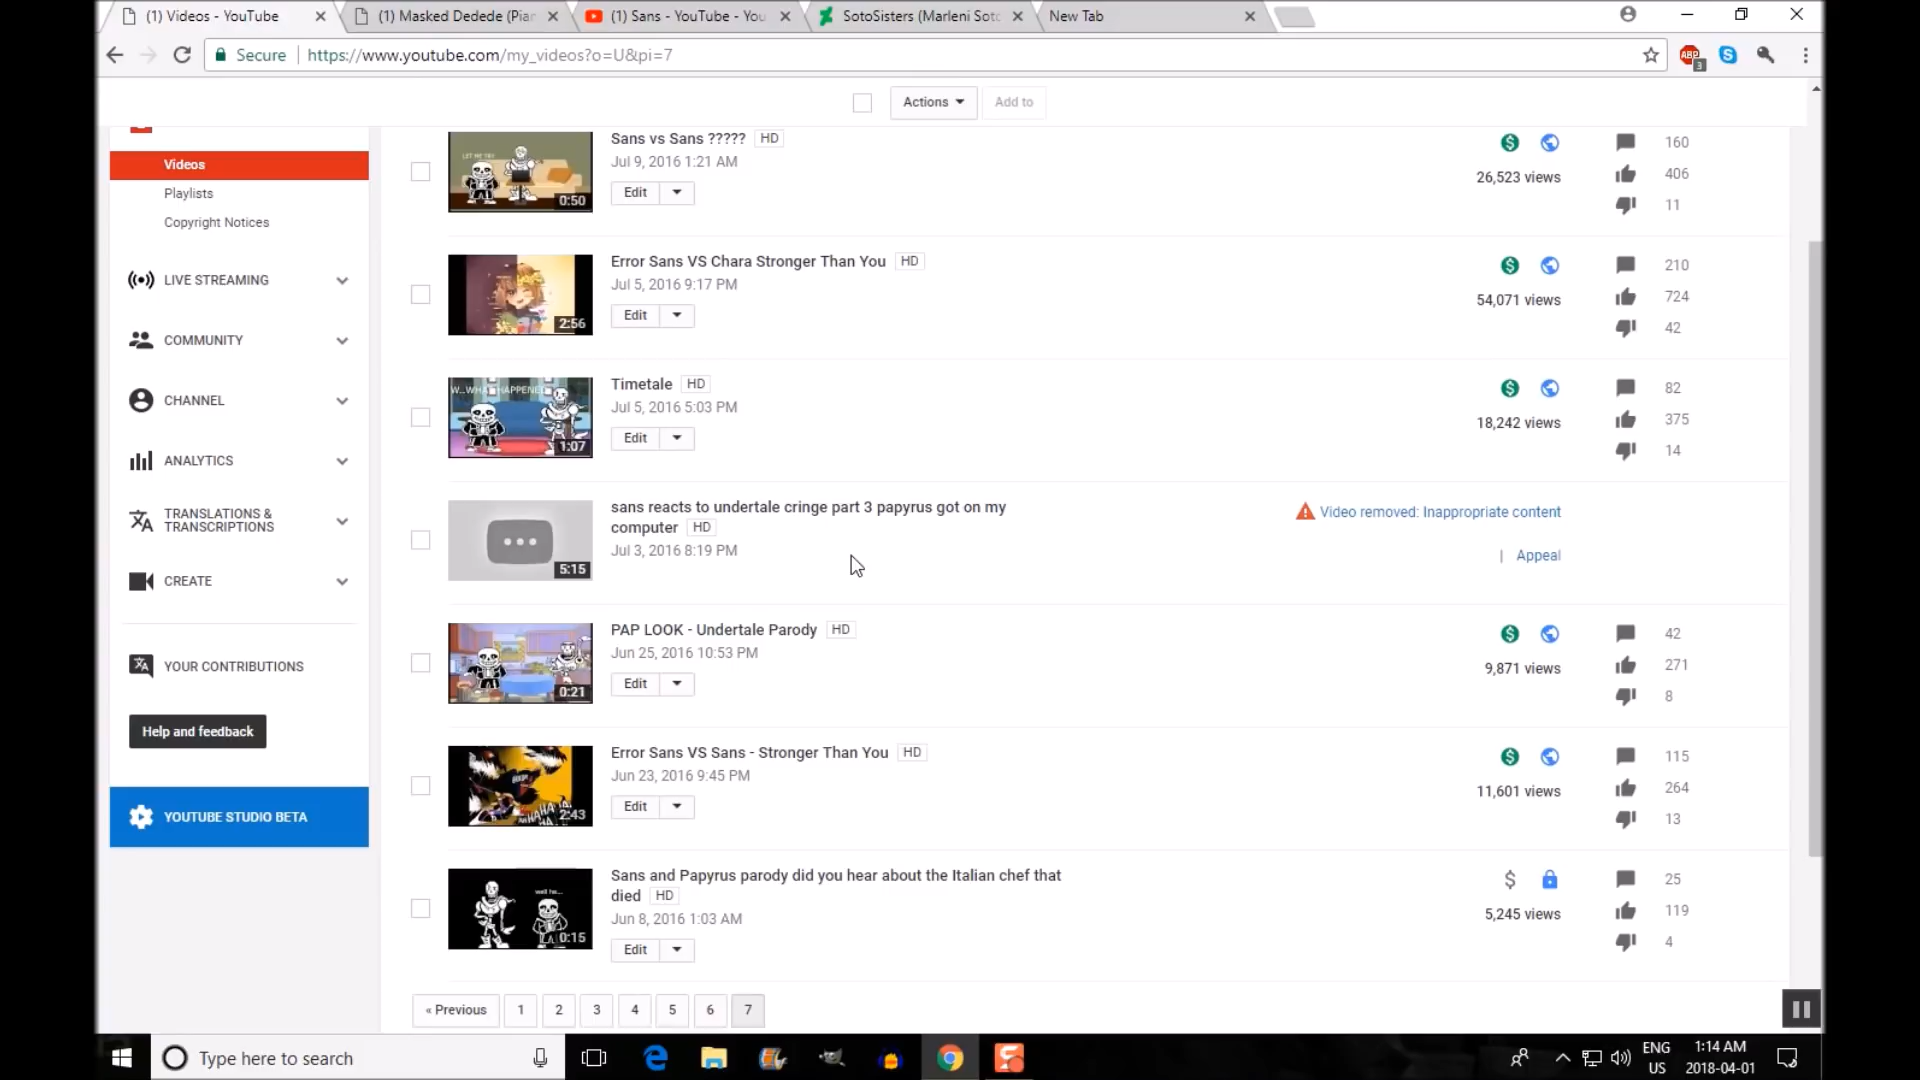 (1) Videos - YouTube
(1) Masked Dedede (Pian
(1) Sans - YouTube - You
SotoSisters (Marleni Soto
New Tab
Secure
https://www.youtube.com/my_videos?o=U&pi=7
ABP
3
Actions
Add to
Videos
Playlists
Copyright Notices
LIVE STREAMING
COMMUNITY
CHANNEL
ANALYTICS
TRANSLATIONS &
TRANSCRIPTIONS
CREATE
YOUR CONTRIBUTIONS
Help and feedback
YOUTUBE STUDIO BETA
LET ME TRY
0:50
Sans vs Sans ????? HD
Jul 9, 2016 1:21 AM
Edit
26,523 views
160
406
11
2:56
Error Sans VS Chara Stronger Than You HD
Jul 5, 2016 9:17 PM
Edit
54,071 views
210
724
42
W...WHAT HAPPENED
1:07
Timetale HD
Jul 5, 2016 5:03 PM
Edit
18,242 views
82
375
14
5:15
sans reacts to undertale cringe part 3 papyrus got on my
computer HD
Jul 3, 2016 8:19 PM
Video removed: Inappropriate content
| Appeal
0:21
PAP LOOK - Undertale Parody HD
Jun 25, 2016 10:53 PM
Edit
9,871 views
42
271
8
2:43
Error Sans VS Sans - Stronger Than You HD
Jun 23, 2016 9:45 PM
Edit
11,601 views
115
264
13
well he...
0:15
Sans and Papyrus parody did you hear about the Italian chef that
died HD
Jun 8, 2016 1:03 AM
Edit
5,245 views
25
119
4
« Previous
1
2
3
4
5
6
7
Type here to search
ENG
US
1:14 AM
2018-04-01